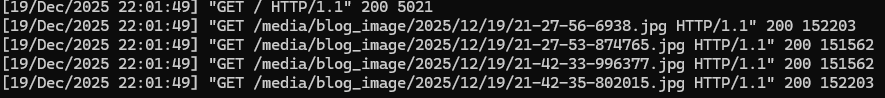 [19/Dec/2025 22:01:49] "GET / HTTP/1.1" 200 5021
[19/Dec/2025 22:01:49] "GET /media/blog_image/2025/12/19/21-27-56-6938.jpg HTTP/1.1" 200 152203
[19/Dec/2025 22:01:49] "GET /media/blog_image/2025/12/19/21-27-53-874765.jpg HTTP/1.1" 200 151562
[19/Dec/2025 22:01:49] "GET /media/blog_image/2025/12/19/21-42-33-996377.jpg HTTP/1.1" 200 151562
[19/Dec/2025 22:01:49] "GET /media/blog_image/2025/12/19/21-42-35-802015.jpg HTTP/1.1" 200 152203